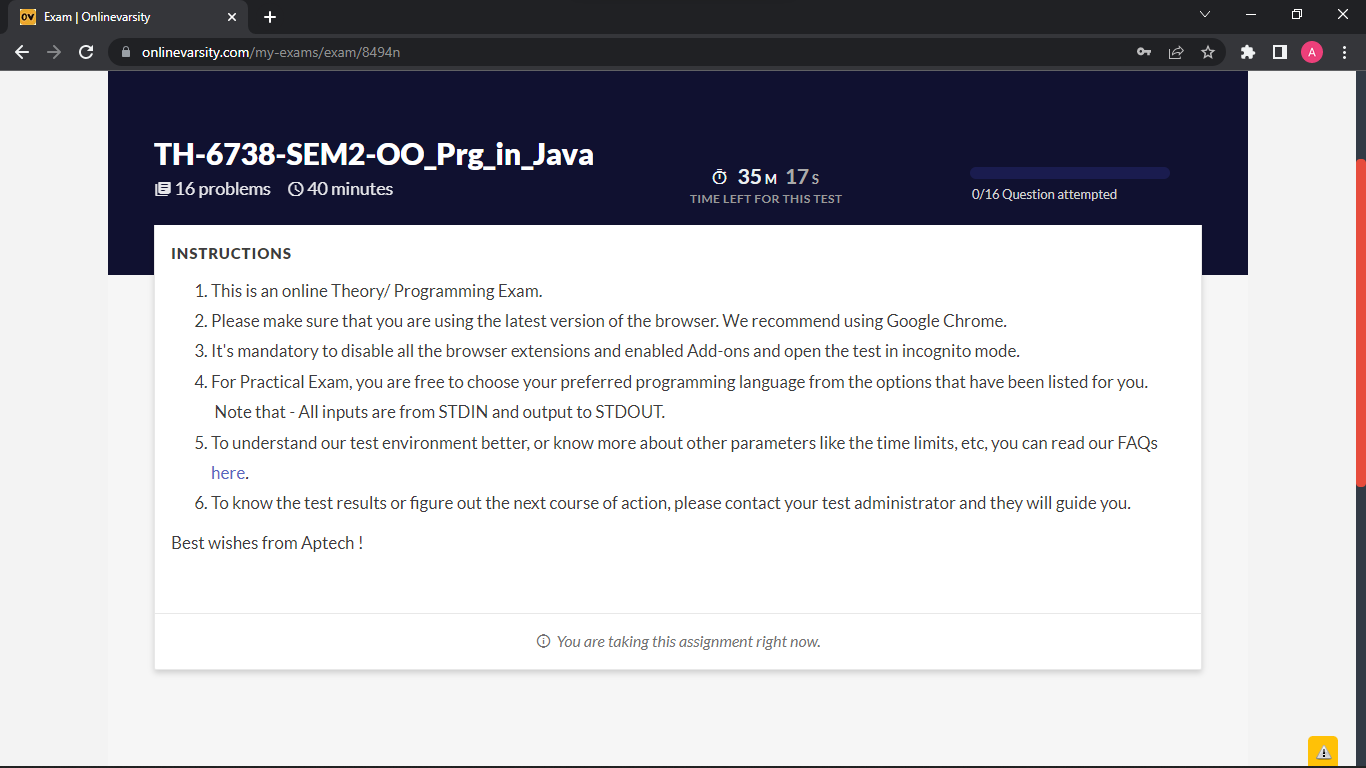 Exam | Onlinevarsity
onlinevarsity.com/my-exams/exam/8494n
A
TH-6738-SEM2-OO_Prg_in_Java
16 problems 40 minutes
35 M 17 S
TIME LEFT FOR THIS TEST
0/16 Question attempted
INSTRUCTIONS
1. This is an online Theory/ Programming Exam.
2. Please make sure that you are using the latest version of the browser. We recommend using Google Chrome.
3. It's mandatory to disable all the browser extensions and enabled Add-ons and open the test in incognito mode.
4. For Practical Exam, you are free to choose your preferred programming language from the options that have been listed for you.
Note that - All inputs are from STDIN and output to STDOUT.
5. To understand our test environment better, or know more about other parameters like the time limits, etc, you can read our FAQs
here.
6. To know the test results or figure out the next course of action, please contact your test administrator and they will guide you.
Best wishes from Aptech !
You are taking this assignment right now.